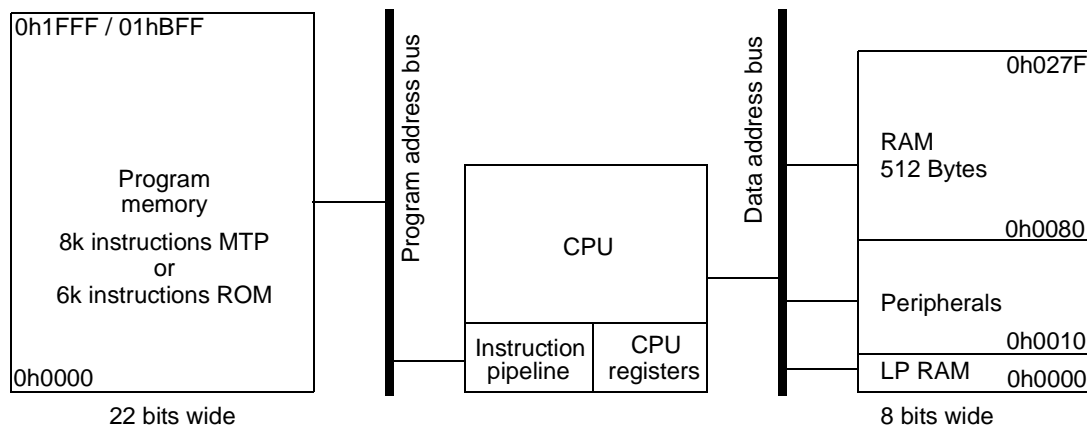 0h1FFF / 01hBFF
Program
memory
8k instructions MTP
or
6k instructions ROM
0h0000
22 bits wide
Program address bus
CPU
Instruction
pipeline
CPU
registers
Data address bus
0h027F
RAM
512 Bytes
0h0080
Peripherals
0h0010
LP RAM
0h0000
8 bits wide